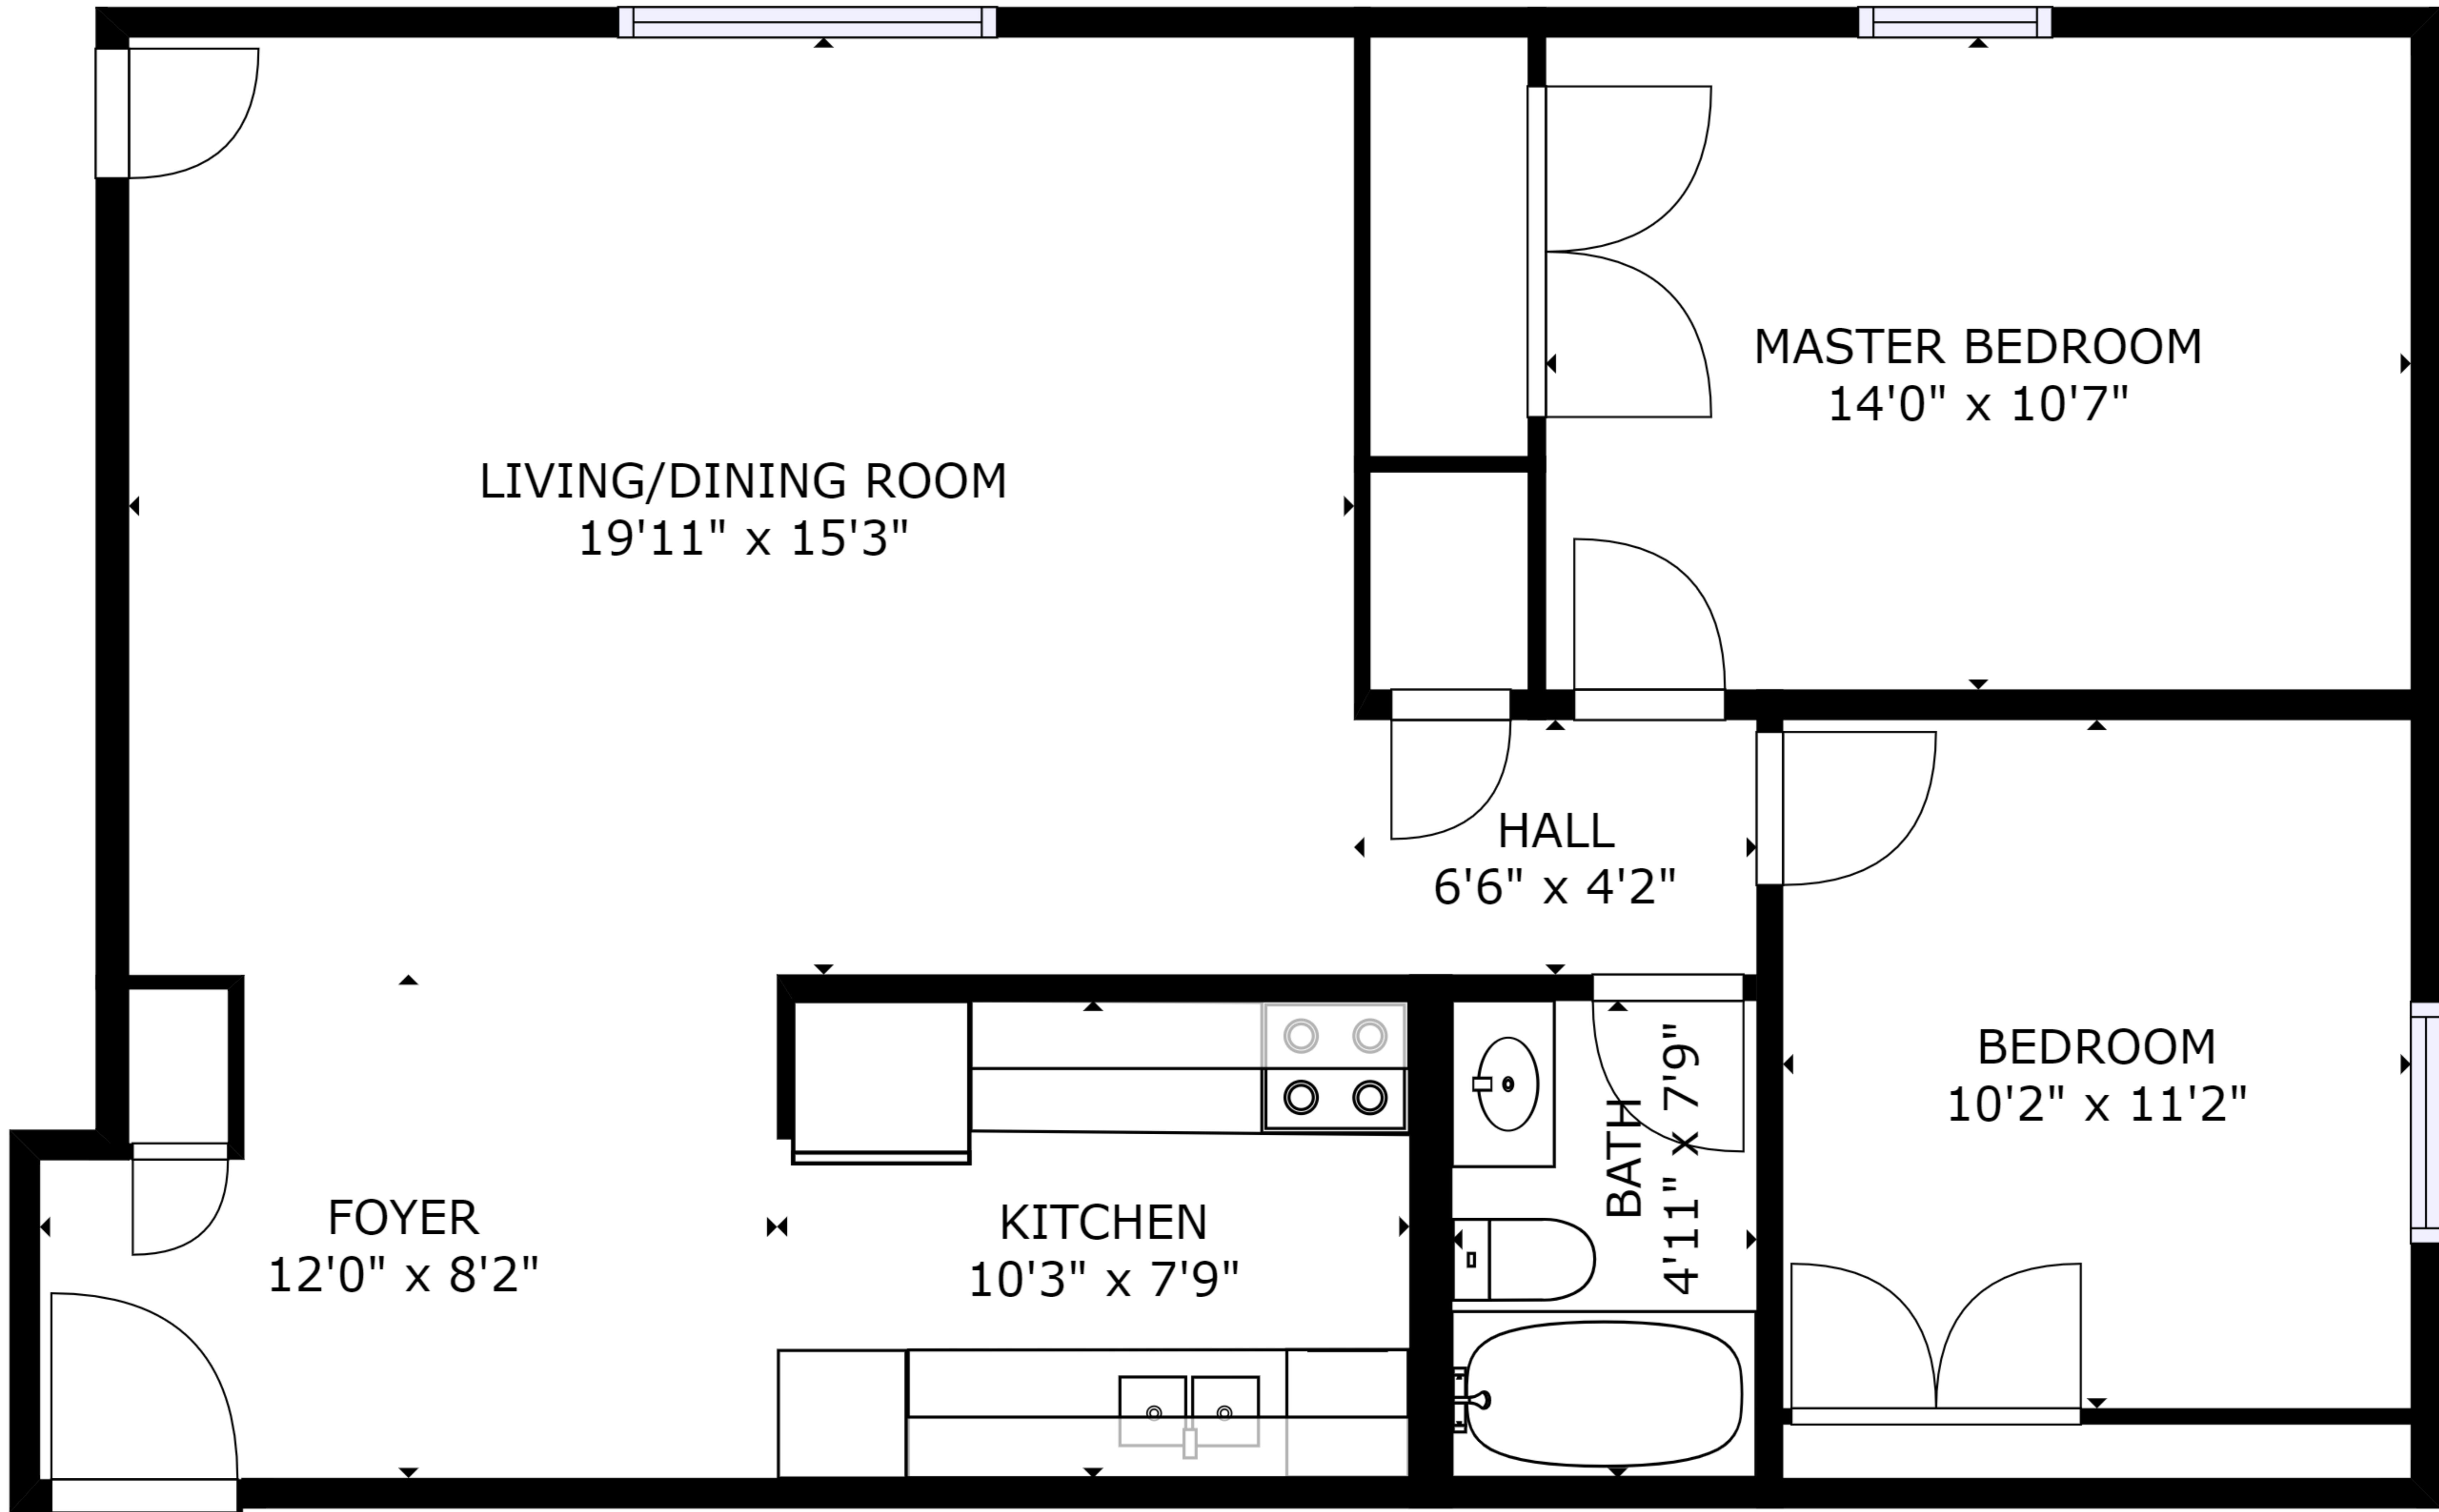 MASTER BEDROOM
14'0" x 10'7"
LIVING/DINING ROOM
19'11" x 15'3"
HALL
6'6" x 4'2"
BEDROOM
10'2" x 11'2"
BATH
4'11" x 7'9"
FOYER
12'0" x 8'2"
KITCHEN
10'3" x 7'9"